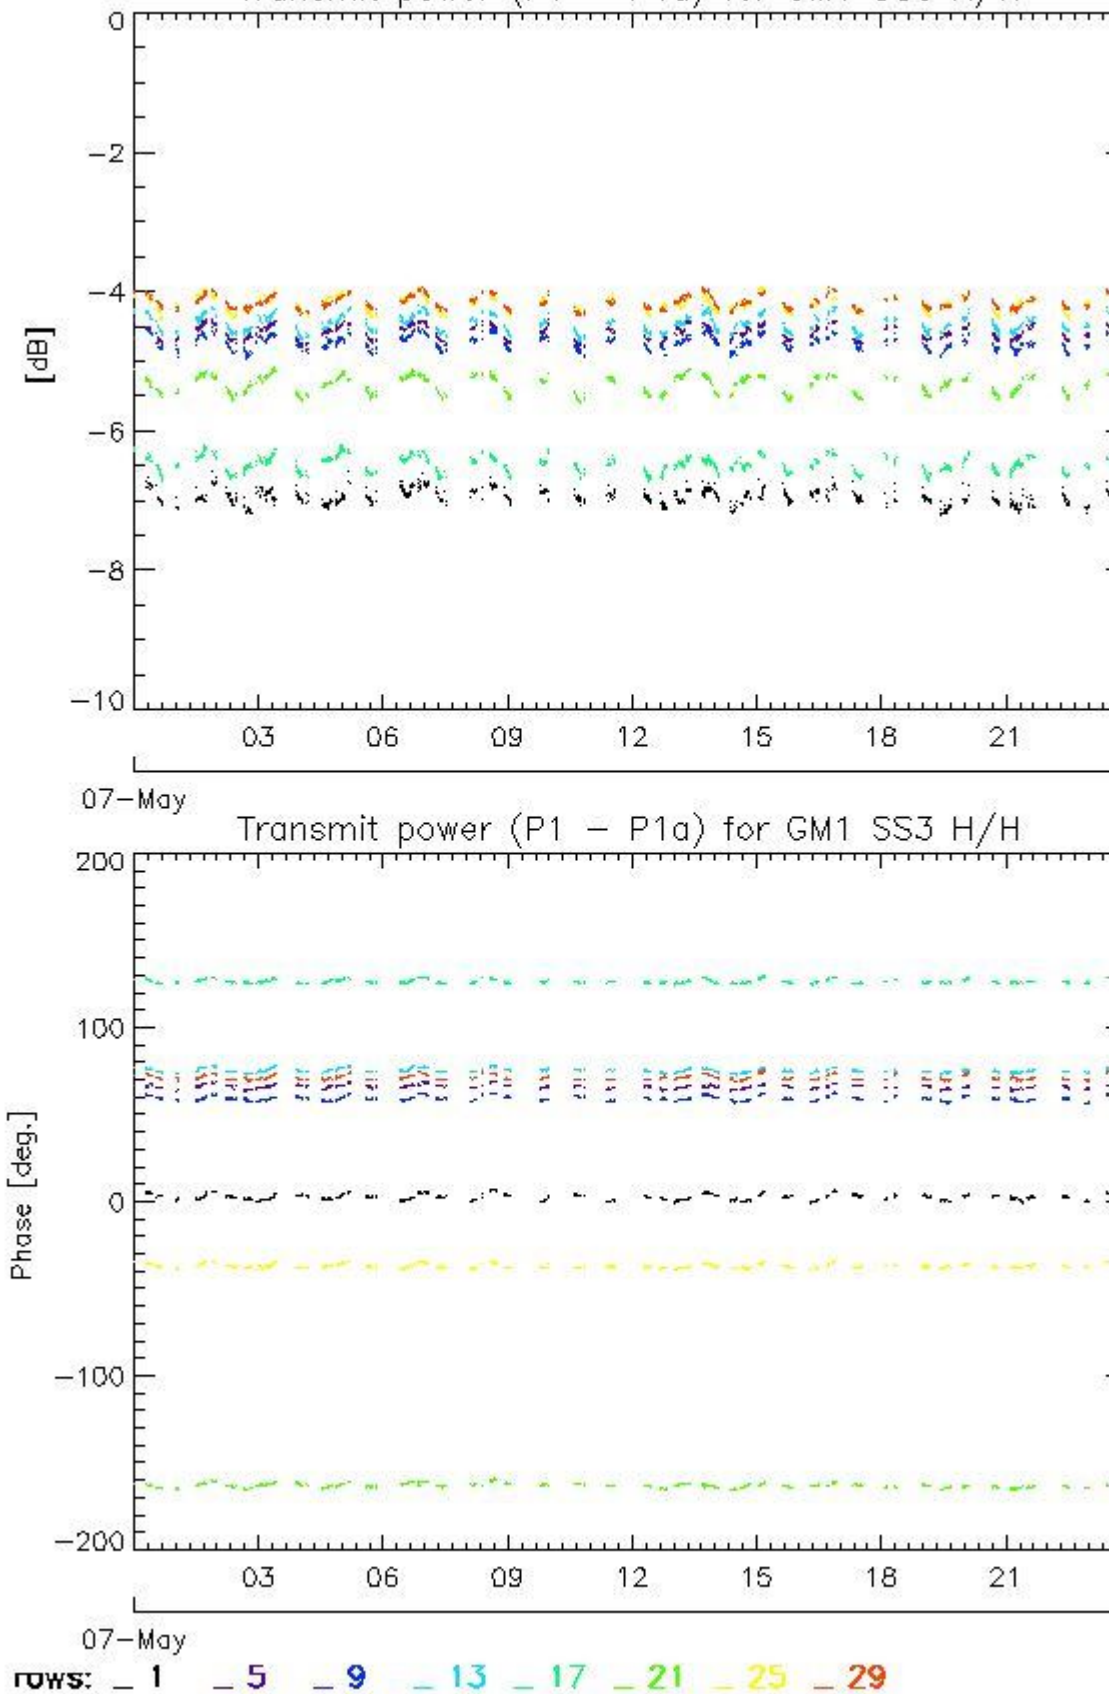 0
−2
−4
[dB]
−6
−8
−10
03 06 09 12 15 18 21
07−May
Transmit power (P1 − P1a) for GM1 SS3 H/H
200
100
Phase [deg.]
0
−100
−200
03 06 09 12 15 18 21
07−May
rows: _ 1 _ 5 _ 9 _ 13 _ 17 _ 21 _ 25 _ 29